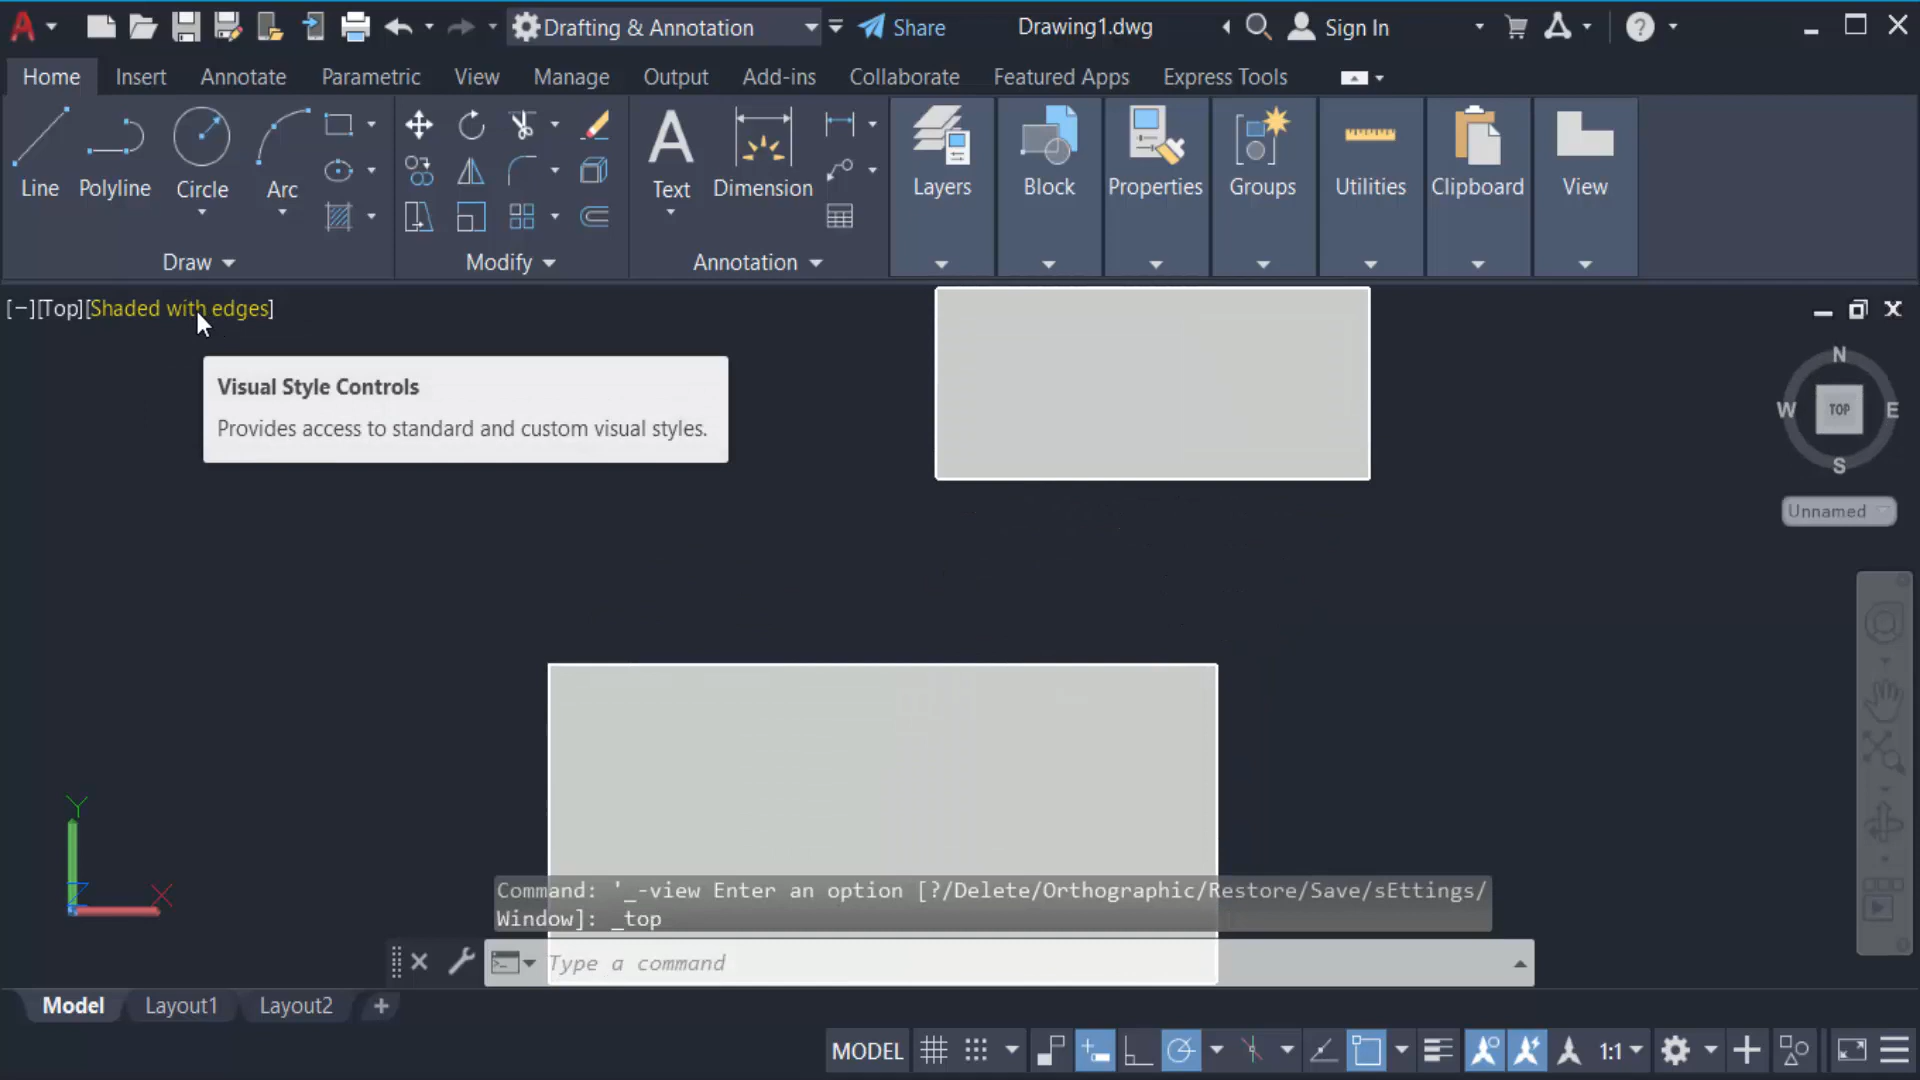 Drafting & Annotation
Share
Drawing1.dwg
Sign In
Home
Insert
Annotate
Parametric
View
Manage
Output
Add-ins
Collaborate
Featured Apps
Express Tools
Line
Polyline
Circle
Arc
Text
Dimension
Layers
Block
Properties
Groups
Utilities
Clipboard
View
Draw
Modify
Annotation
[−][Top][Shaded with edges]
Visual Style Controls
Provides access to standard and custom visual styles.
N
W
TOP
E
S
Unnamed
Y
Z
X
Command: '_-view Enter an option [?/Delete/Orthographic/Restore/Save/sEttings/
Window]: _top
Type a command
Model
Layout1
Layout2
MODEL
1:1